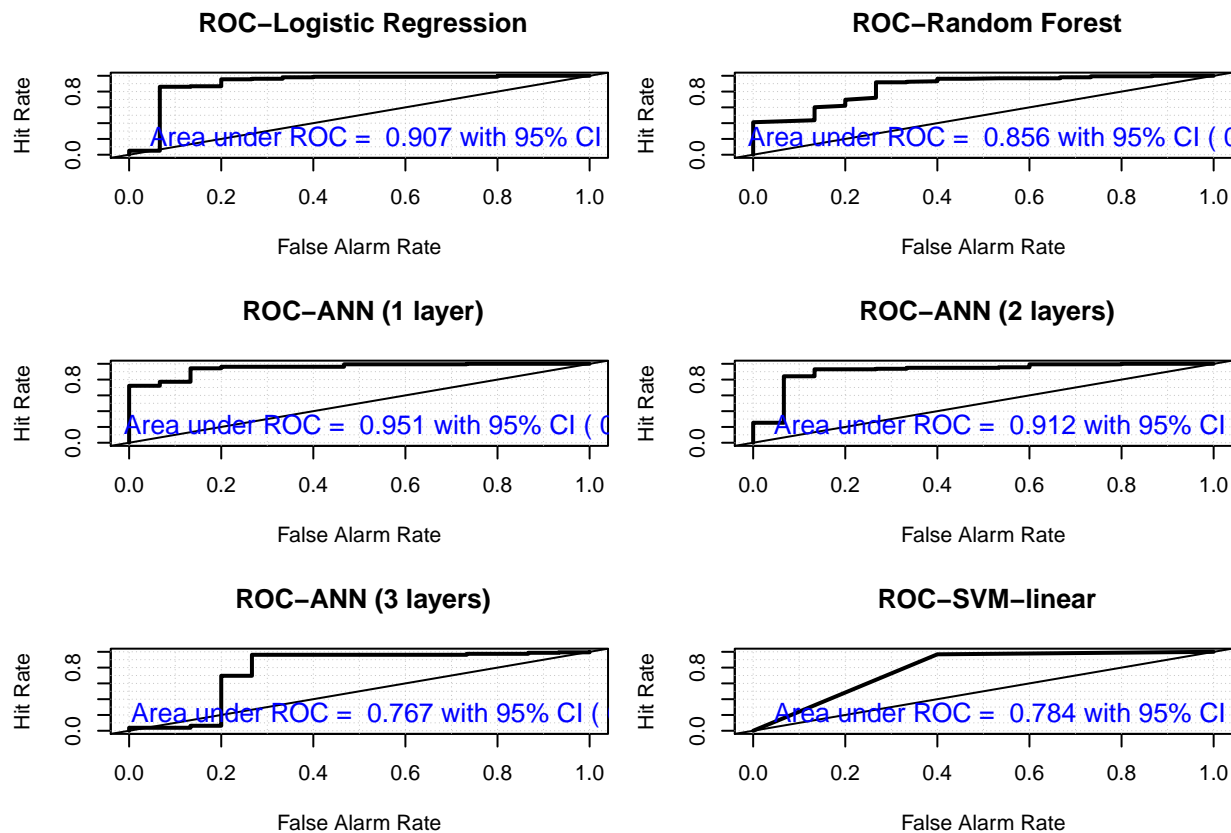 ROC−Logistic Regression
Hit Rate
0.8
0.0
Area under ROC = 0.907 with 95% CI
0.0 0.2 0.4 0.6 0.8 1.0
False Alarm Rate
ROC−Random Forest
Hit Rate
0.8
0.0
Area under ROC = 0.856 with 95% CI (
0.0 0.2 0.4 0.6 0.8 1.0
False Alarm Rate
ROC−ANN (1 layer)
Hit Rate
0.8
0.0
Area under ROC = 0.951 with 95% CI (
0.0 0.2 0.4 0.6 0.8 1.0
False Alarm Rate
ROC−ANN (2 layers)
Hit Rate
0.8
0.0
Area under ROC = 0.912 with 95% CI
0.0 0.2 0.4 0.6 0.8 1.0
False Alarm Rate
ROC−ANN (3 layers)
Hit Rate
0.8
0.0
Area under ROC = 0.767 with 95% CI (
0.0 0.2 0.4 0.6 0.8 1.0
False Alarm Rate
ROC−SVM−linear
Hit Rate
0.8
0.0
Area under ROC = 0.784 with 95% CI
0.0 0.2 0.4 0.6 0.8 1.0
False Alarm Rate